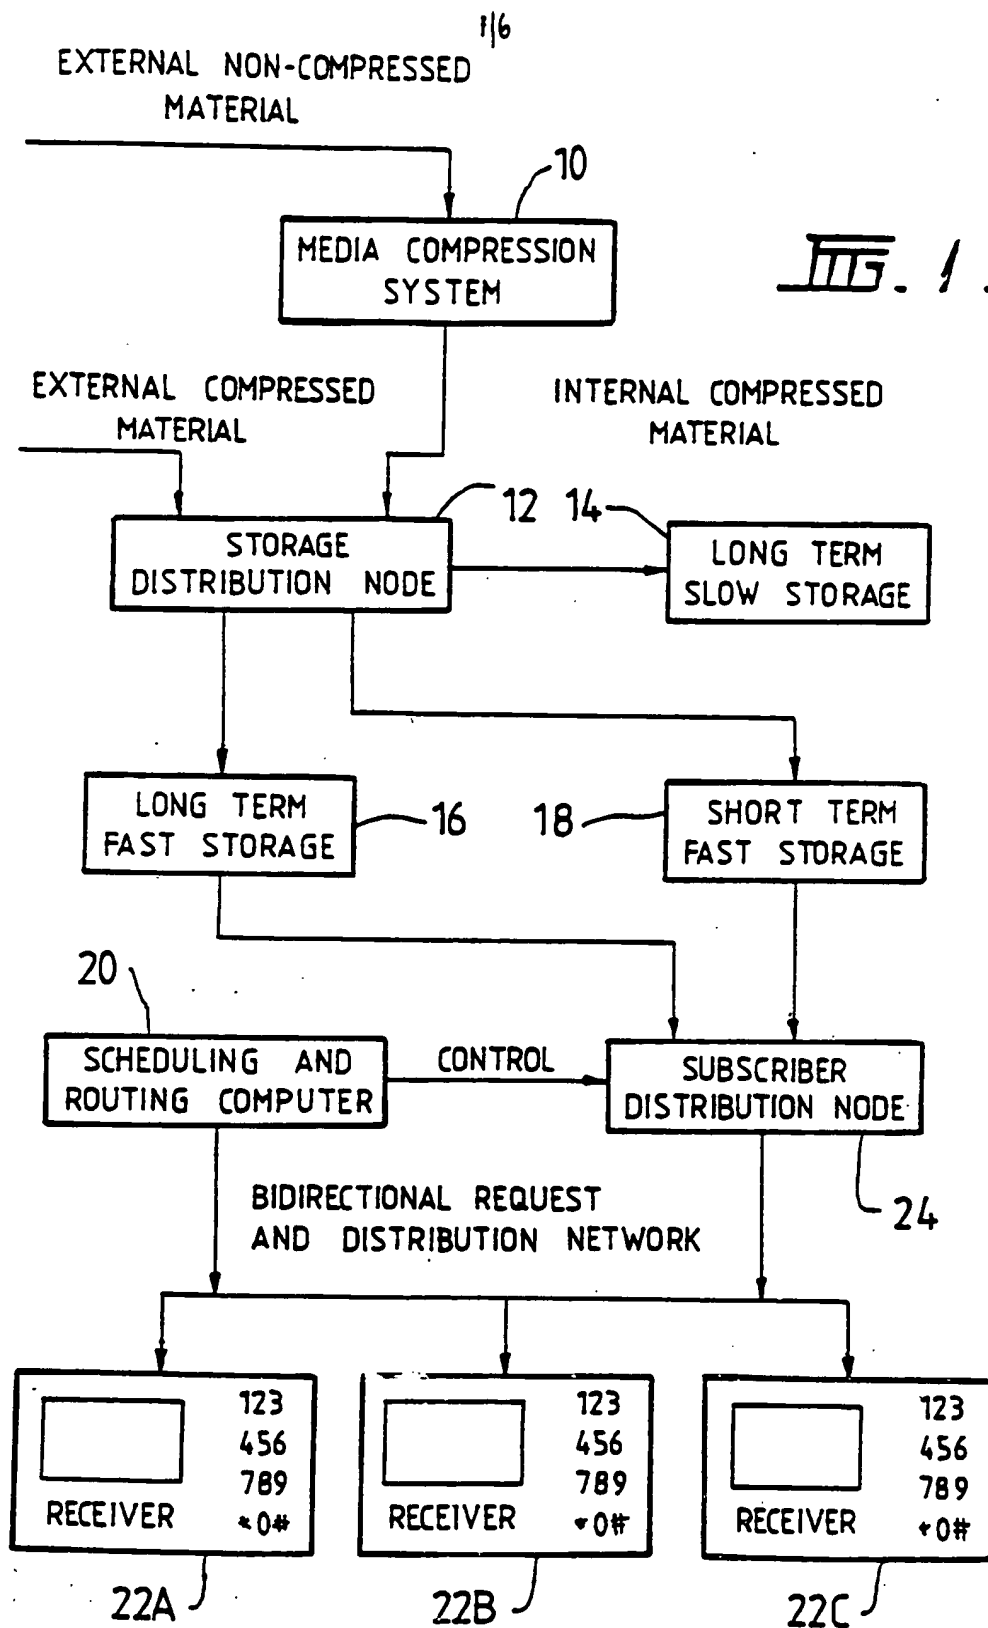 1/6
EXTERNAL NON-COMPRESSED
MATERIAL
10
MEDIA COMPRESSION
SYSTEM
FIG. 1.
EXTERNAL COMPRESSED
MATERIAL
INTERNAL COMPRESSED
MATERIAL
12
14
STORAGE
DISTRIBUTION NODE
LONG TERM
SLOW STORAGE
LONG TERM
FAST STORAGE
16
18
SHORT TERM
FAST STORAGE
20
SCHEDULING AND
ROUTING COMPUTER
CONTROL
SUBSCRIBER
DISTRIBUTION NODE
24
BIDIRECTIONAL REQUEST
AND DISTRIBUTION NETWORK
123
456
789
*0#
RECEIVER
22A
123
456
789
*0#
RECEIVER
22B
123
456
789
*0#
RECEIVER
22C